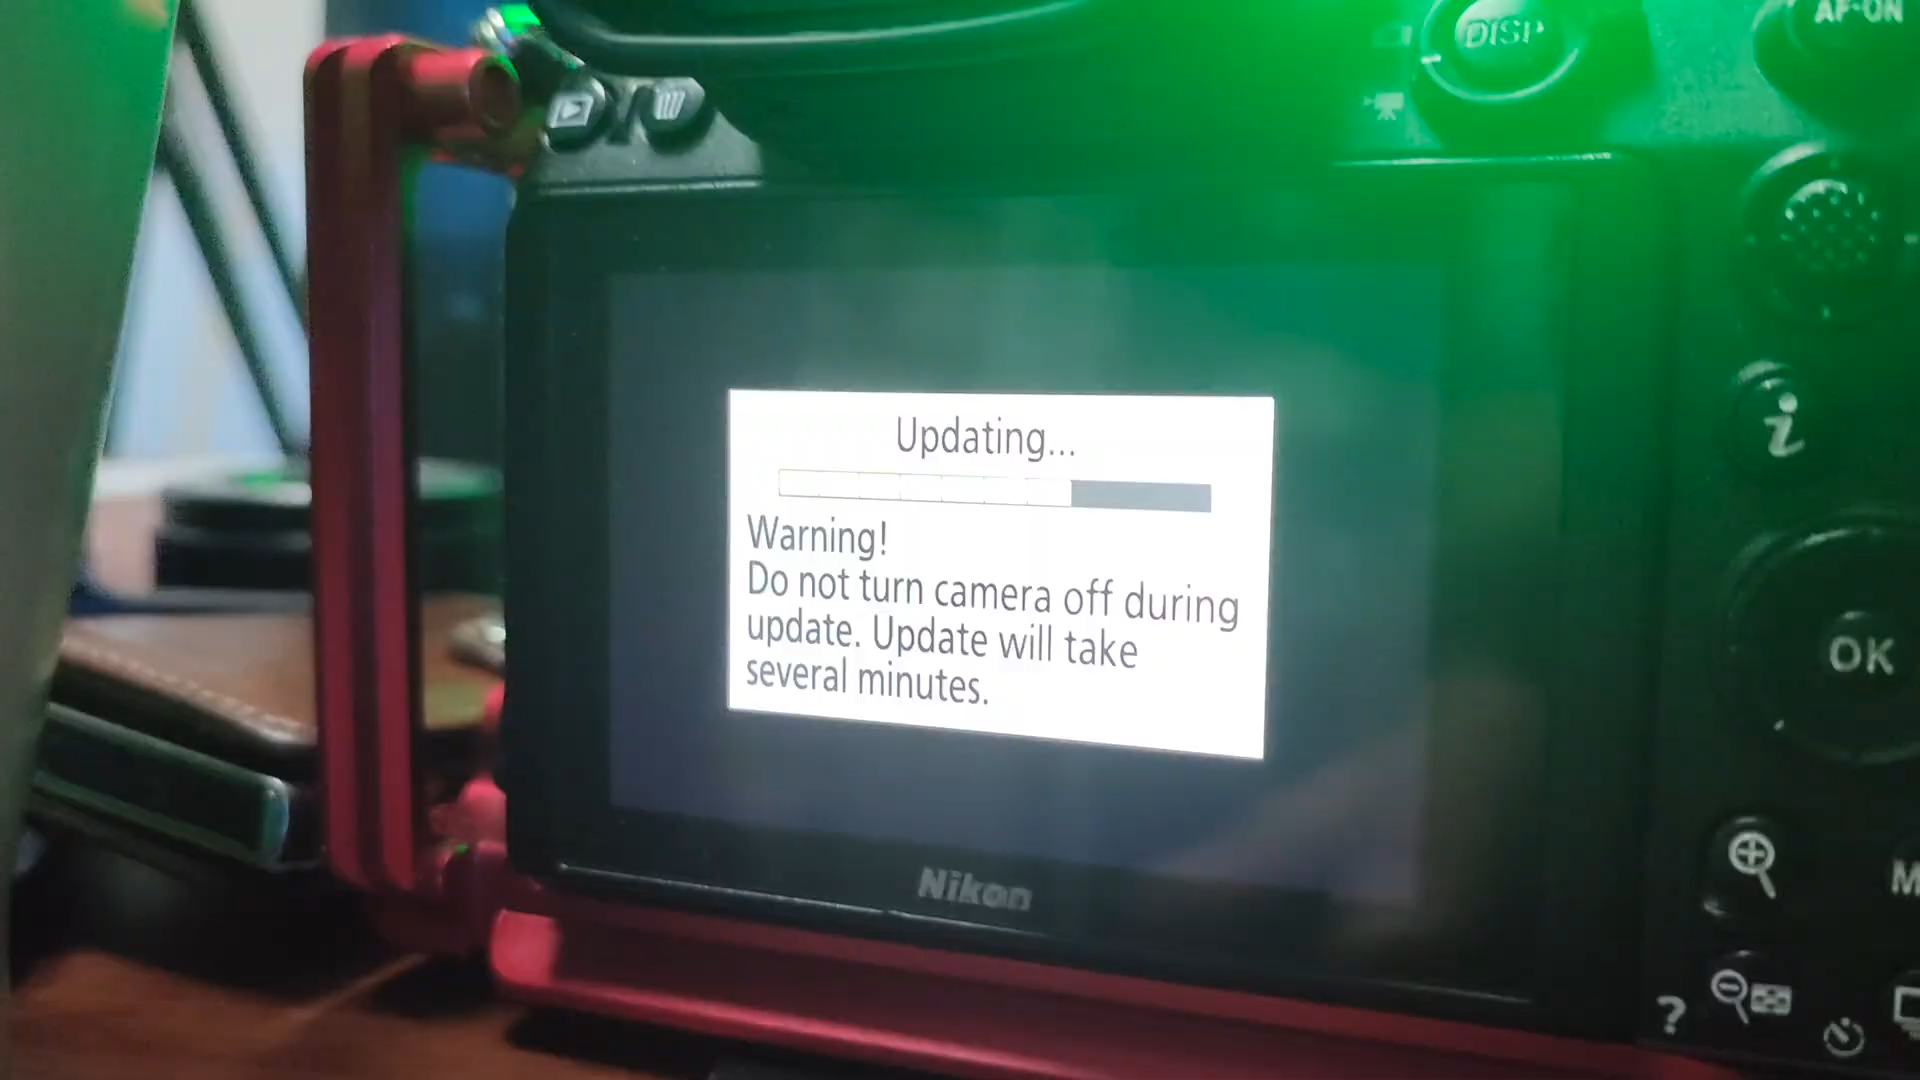 DISP
AF-ON
Updating...
Warning!
Do not turn camera off during
update. Update will take
several minutes.
i
OK
Nikon
M
?